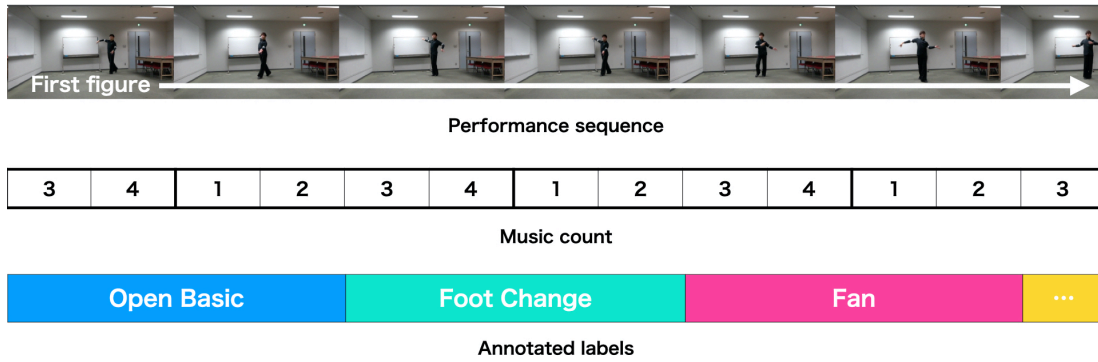 First figure
Performance sequence
3 4 1 2 3 4 1 2 3 4 1 2 3
Music count
Open Basic Foot Change Fan ...
Annotated labels